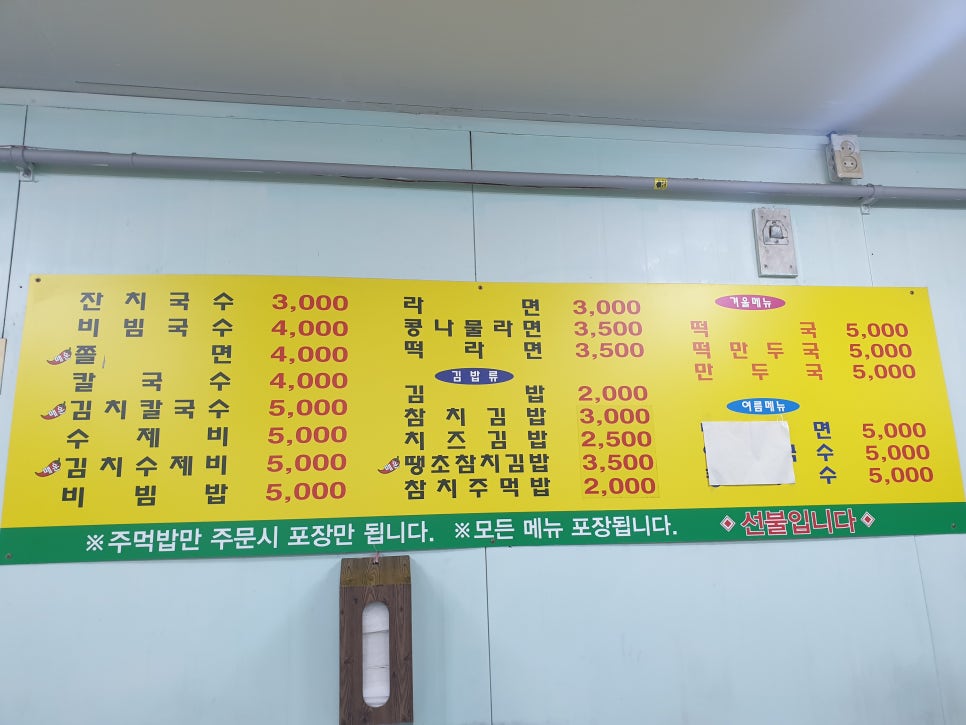 잔치국수 3,000
비빔국수 4,000
매운 쫄면 4,000
칼국수 4,000
매운 김치칼국수 5,000
수제비 5,000
매운 김치수제비 5,000
비빔밥 5,000
라면 3,000
콩나물라면 3,500
떡라면 3,500
김밥류
김밥 2,000
참치김밥 3,000
치즈김밥 2,500
매운 땡초참치김밥 3,500
참치주먹밥 2,000
겨울메뉴
떡국 5,000
떡만두국 5,000
만두국 5,000
여름메뉴
면 5,000
수 5,000
수 5,000
※주먹밥만 주문시 포장만 됩니다. ※모든 메뉴 포장됩니다. 선불입니다